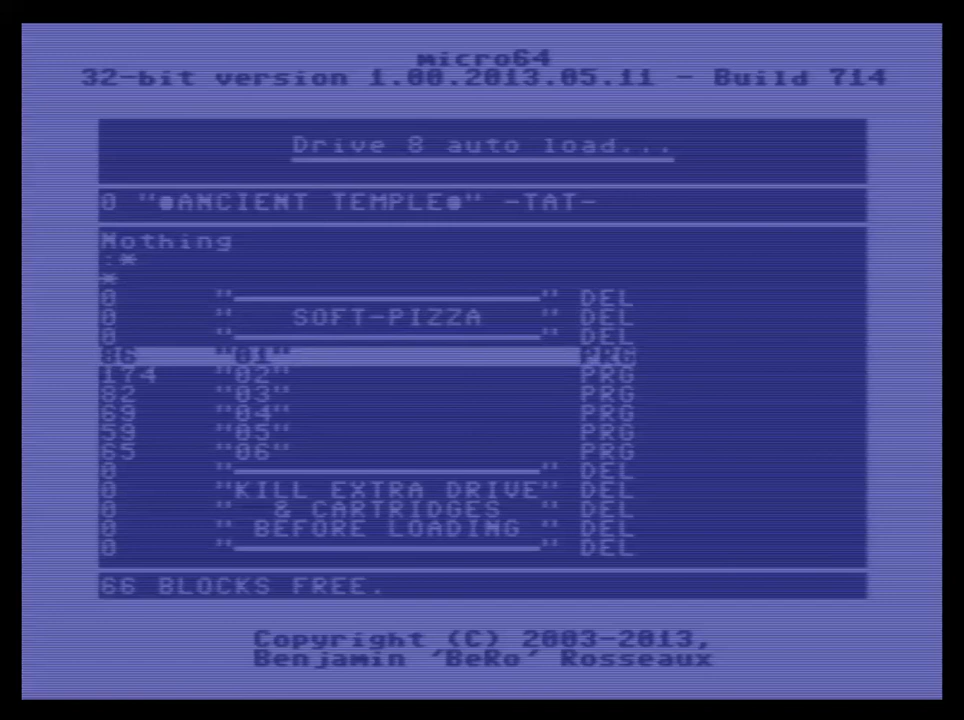 micro64
32-bit version 1.00.2013.05.11 - Build 714
Drive 8 auto load...
0 "●ANCIENT TEMPLE●" -TAT-
Nothing
:*
*
0 "────────────────" DEL
0 "   SOFT-PIZZA   " DEL
0 "────────────────" DEL
86 "01" PRG
174 "02" PRG
82 "03" PRG
69 "04" PRG
59 "05" PRG
65 "06" PRG
0 "────────────────" DEL
0 "KILL EXTRA DRIVE" DEL
0 "  & CARTRIDGES  " DEL
0 " BEFORE LOADING " DEL
0 "────────────────" DEL
66 BLOCKS FREE.
Copyright (C) 2003-2013,
Benjamin 'BeRo' Rosseaux